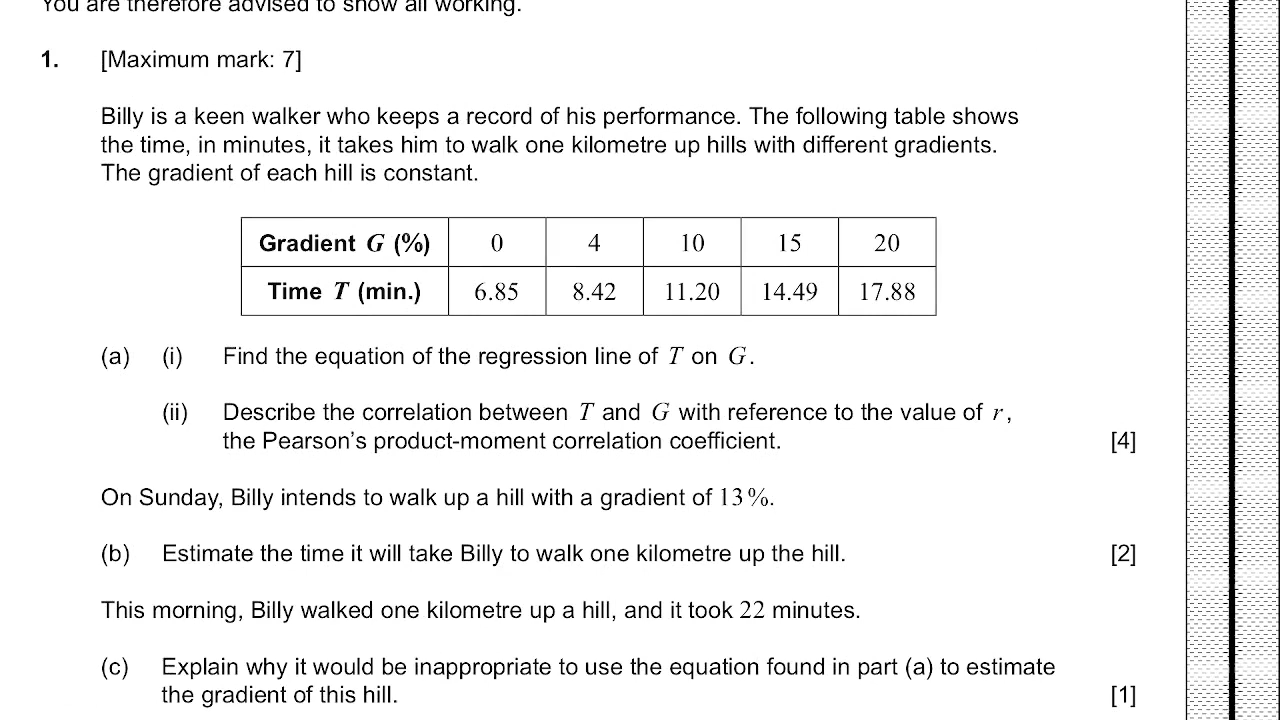 You are therefore advised to show all working.
1. [Maximum mark: 7]
Billy is a keen walker who keeps a record of his performance. The following table shows
the time, in minutes, it takes him to walk one kilometre up hills with different gradients.
The gradient of each hill is constant.
Gradient G (%) 0 4 10 15 20
Time T (min.) 6.85 8.42 11.20 14.49 17.88
(a) (i) Find the equation of the regression line of T on G.
(ii) Describe the correlation between T and G with reference to the value of r,
the Pearson's product-moment correlation coefficient. [4]
On Sunday, Billy intends to walk up a hill with a gradient of 13%.
(b) Estimate the time it will take Billy to walk one kilometre up the hill. [2]
This morning, Billy walked one kilometre up a hill, and it took 22 minutes.
(c) Explain why it would be inappropriate to use the equation found in part (a) to estimate
the gradient of this hill. [1]